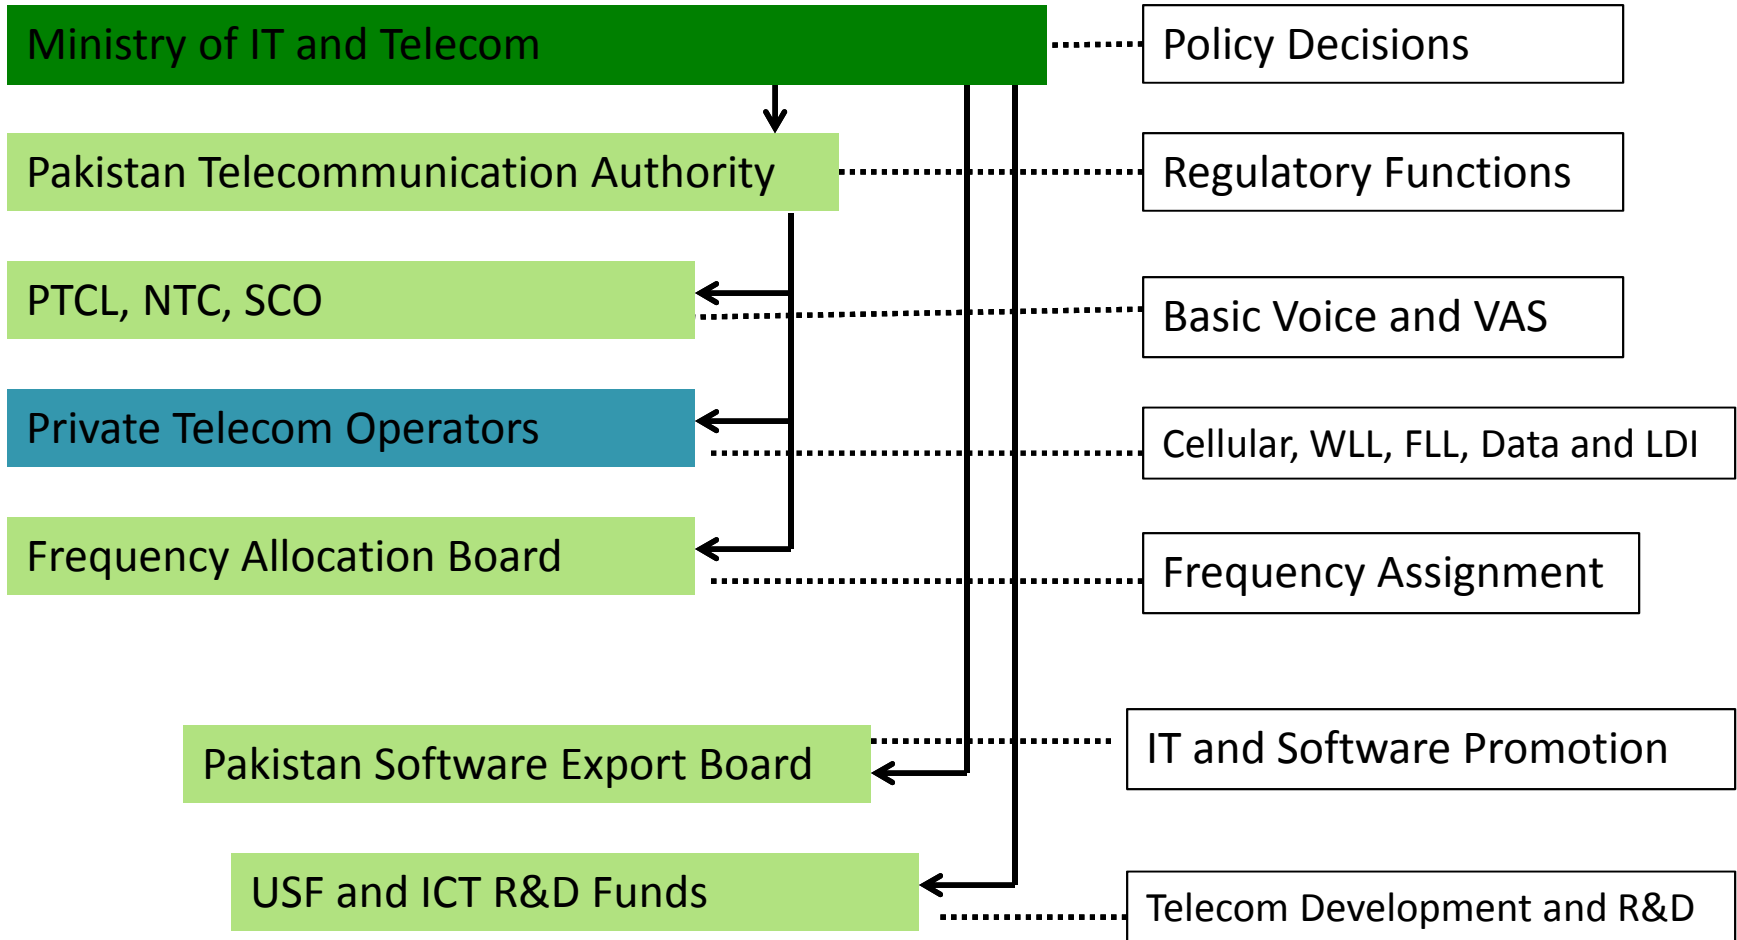 Ministry of IT and Telecom
Policy Decisions
Pakistan Telecommunication Authority
Regulatory Functions
PTCL, NTC, SCO
Basic Voice and VAS
Private Telecom Operators
Cellular, WLL, FLL, Data and LDI
Frequency Allocation Board
Frequency Assignment
Pakistan Software Export Board
IT and Software Promotion
USF and ICT R&D Funds
Telecom Development and R&D